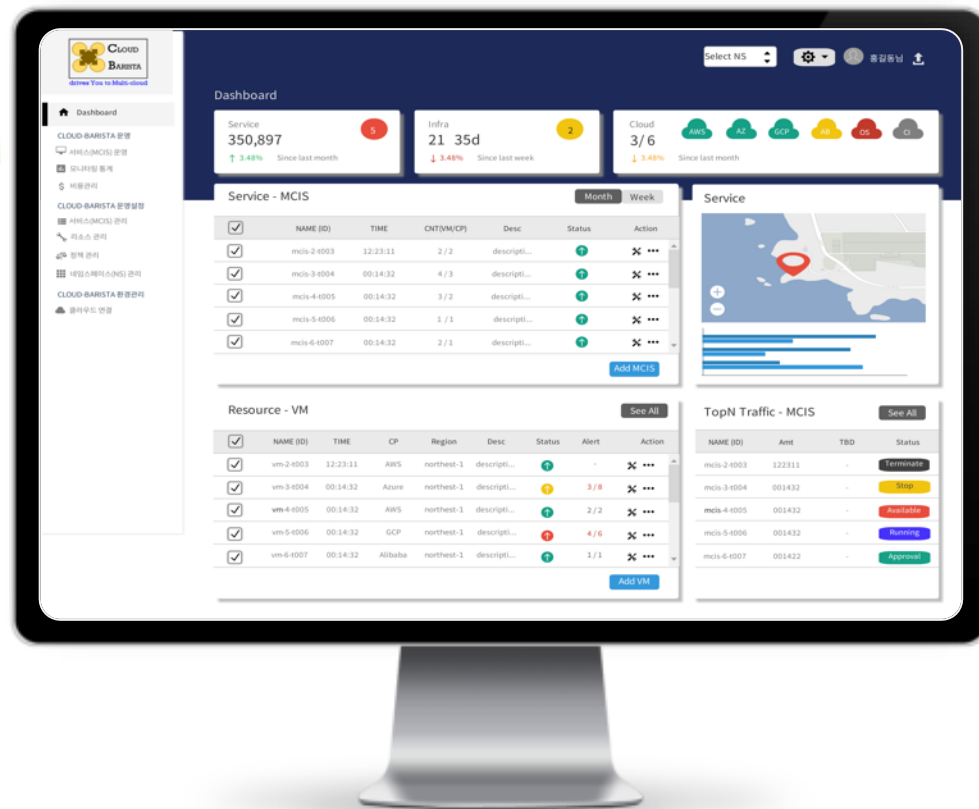 CLOUD
BARISTA
drives You to Multi-cloud
Select NS
홍길동님
Dashboard
CLOUD-BARISTA 운영
서비스(MCIS) 운영
모니터링 통계
$ 비용관리
CLOUD-BARISTA 운영설정
서비스(MCIS) 관리
리소스 관리
정책 관리
네임스페이스(NS) 관리
CLOUD-BARISTA 환경관리
클라우드 연결
Dashboard
Service
350,897
5
↑ 3.48% Since last month
Infra
21 35d
2
↓ 3.48% Since last week
Cloud
3/6
AWS AZ GCP AB OS CI
↓ 3.48% Since last month
Service - MCIS Month Week
NAME (ID) TIME CNT(VM/CP) Desc Status Action
mcis-2-t003 12:23:11 2 / 2 descripti...
mcis-3-t004 00:14:32 4 / 3 descripti...
mcis-4-t005 00:14:32 3 / 2 descripti...
mcis-5-t006 00:14:32 1 / 1 descripti...
mcis-6-t007 00:14:32 2 / 1 descripti...
Add MCIS
Service
Resource - VM See All
NAME (ID) TIME CP Region Desc Status Alert Action
vm-2-t003 12:23:11 AWS northest-1 descripti... -
vm-3-t004 00:14:32 Azure northest-1 descripti... 3 / 8
vm-4-t005 00:14:32 AWS northest-1 descripti... 2 / 2
vm-5-t006 00:14:32 GCP northest-1 descripti... 4 / 6
vm-6-t007 00:14:32 Alibaba northest-1 descripti... 1 / 1
Add VM
TopN Traffic - MCIS See All
NAME (ID) Amt TBD Status
mcis-2-t003 122311 - Terminate
mcis-3-t004 001432 - Stop
mcis-4-t005 001432 - Available
mcis-5-t006 001432 - Running
mcis-6-t007 001422 - Approval